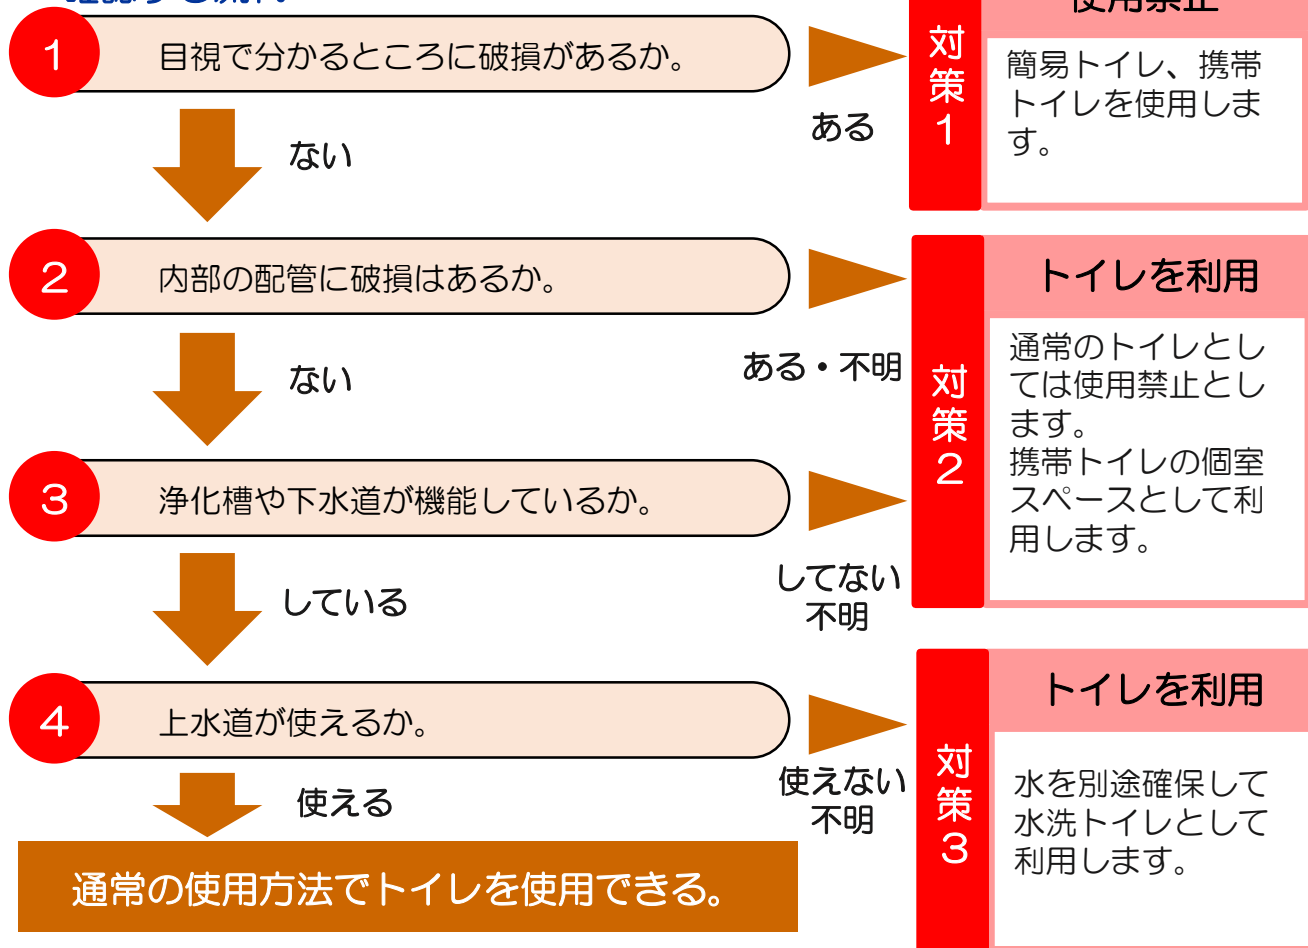 使用禁止
1
目視で分かるところに破損があるか。
ある
対策1
簡易トイレ、携帯
トイレを使用しま
す。
ない
2
内部の配管に破損はあるか。
ある・不明
対策2
トイレを利用
通常のトイレとし
ては使用禁止とし
ます。
携帯トイレの個室
スペースとして利
用します。
ない
3
浄化槽や下水道が機能しているか。
してない
不明
している
4
上水道が使えるか。
使えない
不明
対策3
トイレを利用
水を別途確保して
水洗トイレとして
利用します。
使える
通常の使用方法でトイレを使用できる。